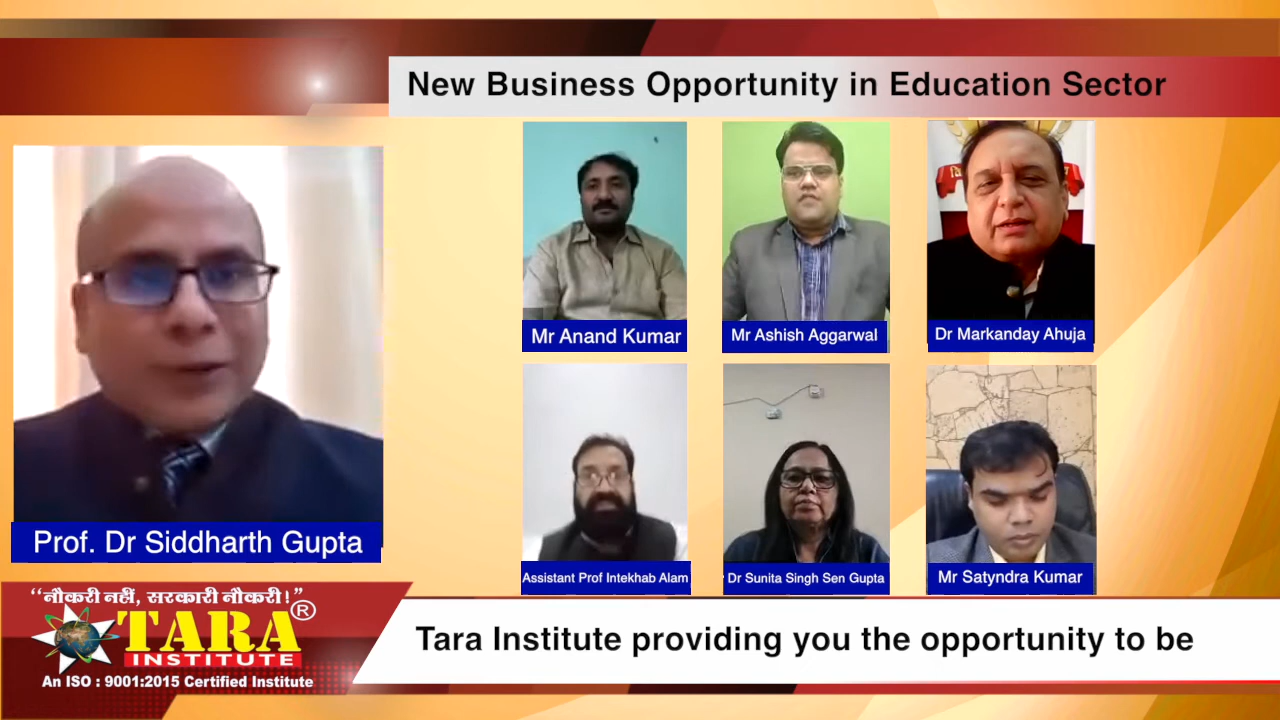 New Business Opportunity in Education Sector
Mr Anand Kumar
Mr Ashish Aggarwal
Dr Markanday Ahuja
Prof. Dr Siddharth Gupta
Assistant Prof Intekhab Alam
Dr Sunita Singh Sen Gupta
Mr Satyndra Kumar
“नौकरी नहीं, सरकारी नौकरी!”
TARA®
INSTITUTE
An ISO : 9001:2015 Certified Institute
Tara Institute providing you the opportunity to be